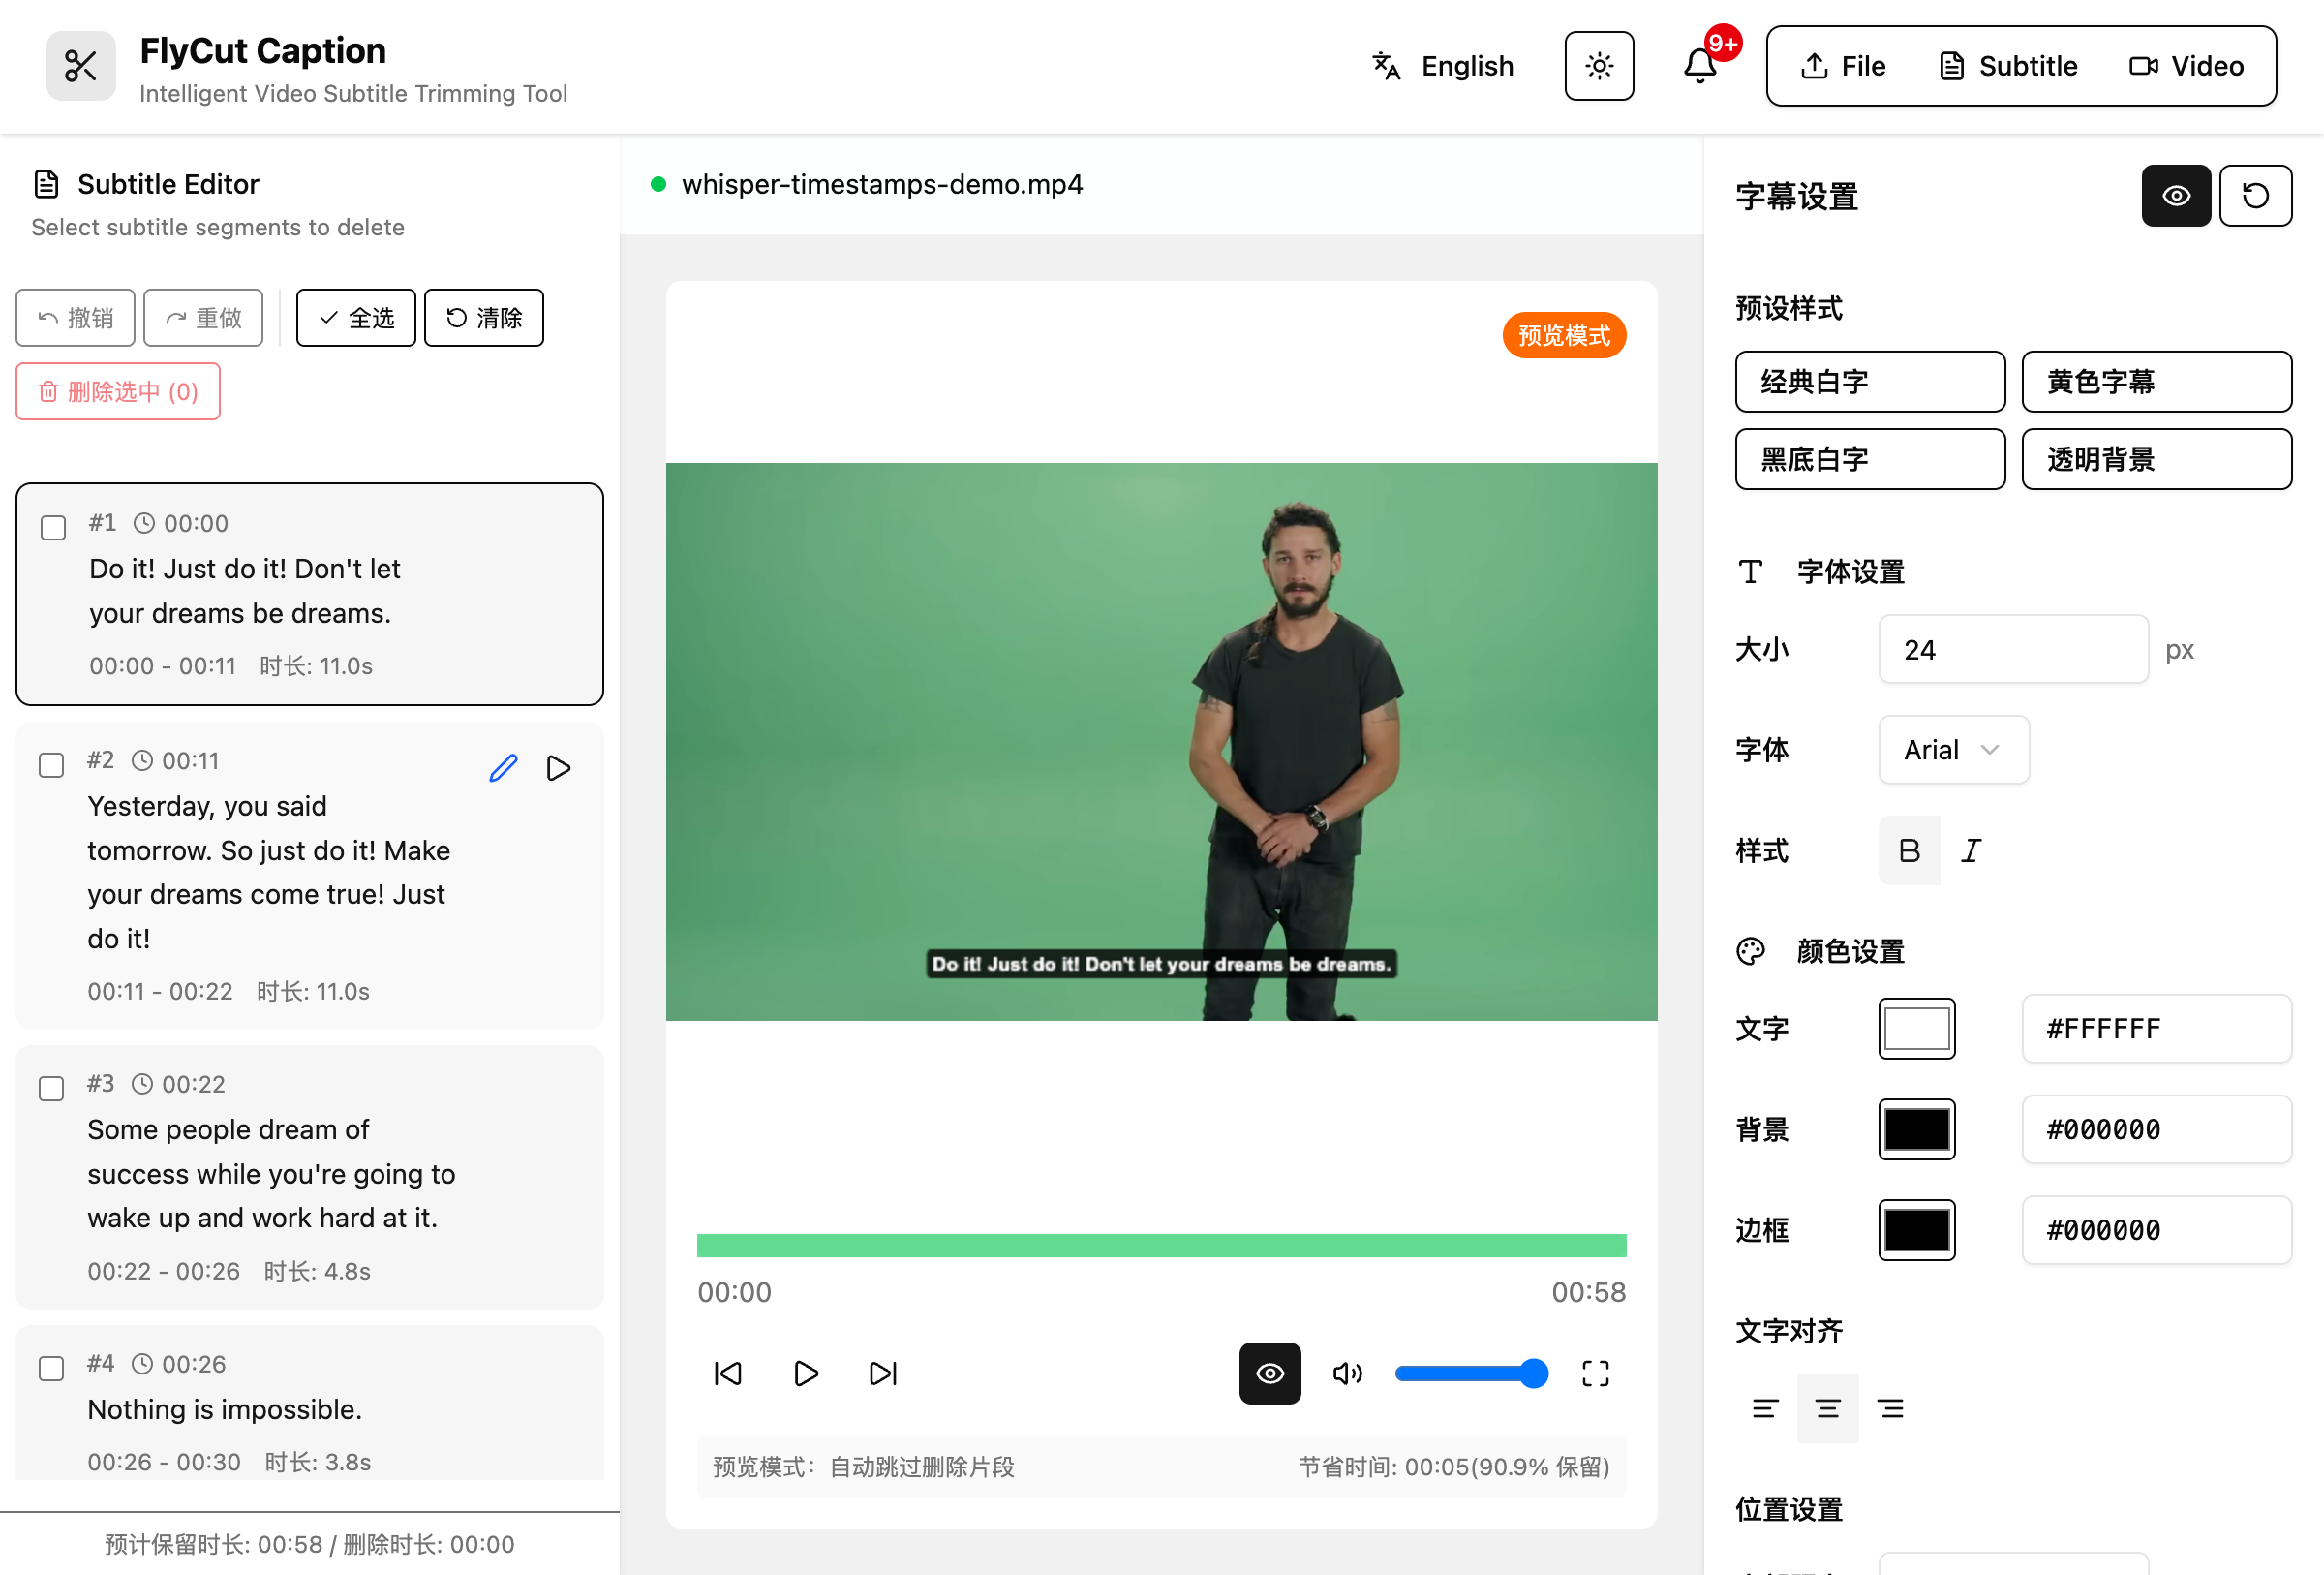 FlyCut Caption
Intelligent Video Subtitle Trimming Tool
English
9+
File
Subtitle
Video
Subtitle Editor
Select subtitle segments to delete
撤销
重做
全选
清除
删除选中 (0)
#1 00:00
Do it! Just do it! Don't let
your dreams be dreams.
00:00 - 00:11 时长: 11.0s
#2 00:11
Yesterday, you said
tomorrow. So just do it! Make
your dreams come true! Just
do it!
00:11 - 00:22 时长: 11.0s
#3 00:22
Some people dream of
success while you're going to
wake up and work hard at it.
00:22 - 00:26 时长: 4.8s
#4 00:26
Nothing is impossible.
00:26 - 00:30 时长: 3.8s
预计保留时长: 00:58 / 删除时长: 00:00
whisper-timestamps-demo.mp4
预览模式
Do it! Just do it! Don't let your dreams be dreams.
00:00
00:58
预览模式：自动跳过删除片段
节省时间: 00:05(90.9% 保留)
字幕设置
预设样式
经典白字
黄色字幕
黑底白字
透明背景
字体设置
大小
24
px
字体
Arial
样式
B I
颜色设置
文字
#FFFFFF
背景
#000000
边框
#000000
文字对齐
位置设置